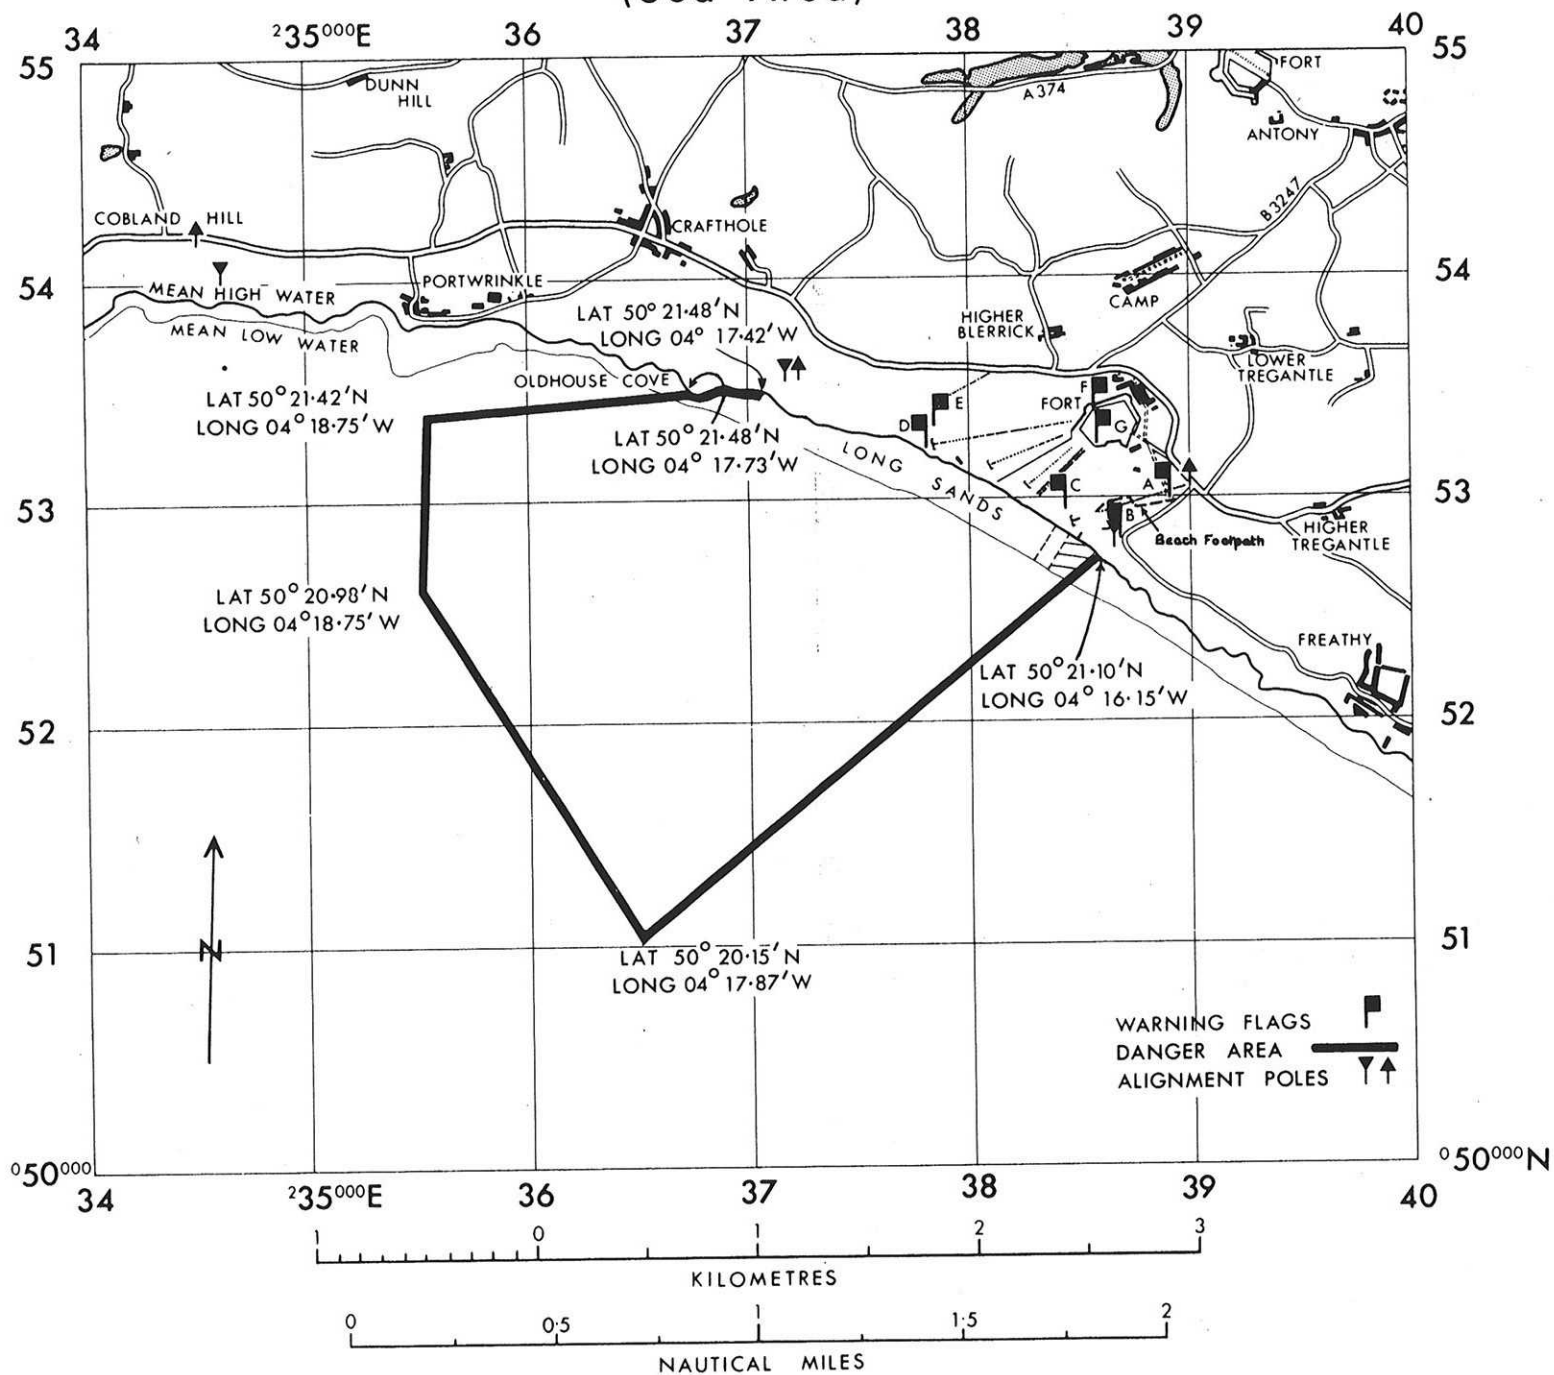 (Sea Area)
34 235000E 36 37 38 39 40
55 55
FORT
DUNN
HILL
A374
ANTONY
B3247
COBLAND HILL
CRAFTHOLE
54 54
PORTWRINKLE
CAMP
MEAN HIGH WATER
MEAN LOW WATER
LAT 50° 21·48'N
LONG 04° 17·42'W
HIGHER
BLERRICK
LOWER
TREGANTLE
OLDHOUSE COVE
LAT 50° 21·42'N
LONG 04° 18·75'W
F
FORT
E
D
G
LAT 50° 21·48'N
LONG 04° 17·73'W
LONG SANDS
C
A
B
53 53
Beach Footpath
HIGHER
TREGANTLE
LAT 50° 20·98'N
LONG 04° 18·75'W
FREATHY
LAT 50° 21·10'N
LONG 04° 16·15'W
52 52
N
51 51
LAT 50° 20·15'N
LONG 04° 17·87'W
WARNING FLAGS
DANGER AREA
ALIGNMENT POLES
050000 050000N
34 235000E 36 37 38 39 40
1 0 1 2 3
KILOMETRES
0 0·5 1 1·5 2
NAUTICAL MILES